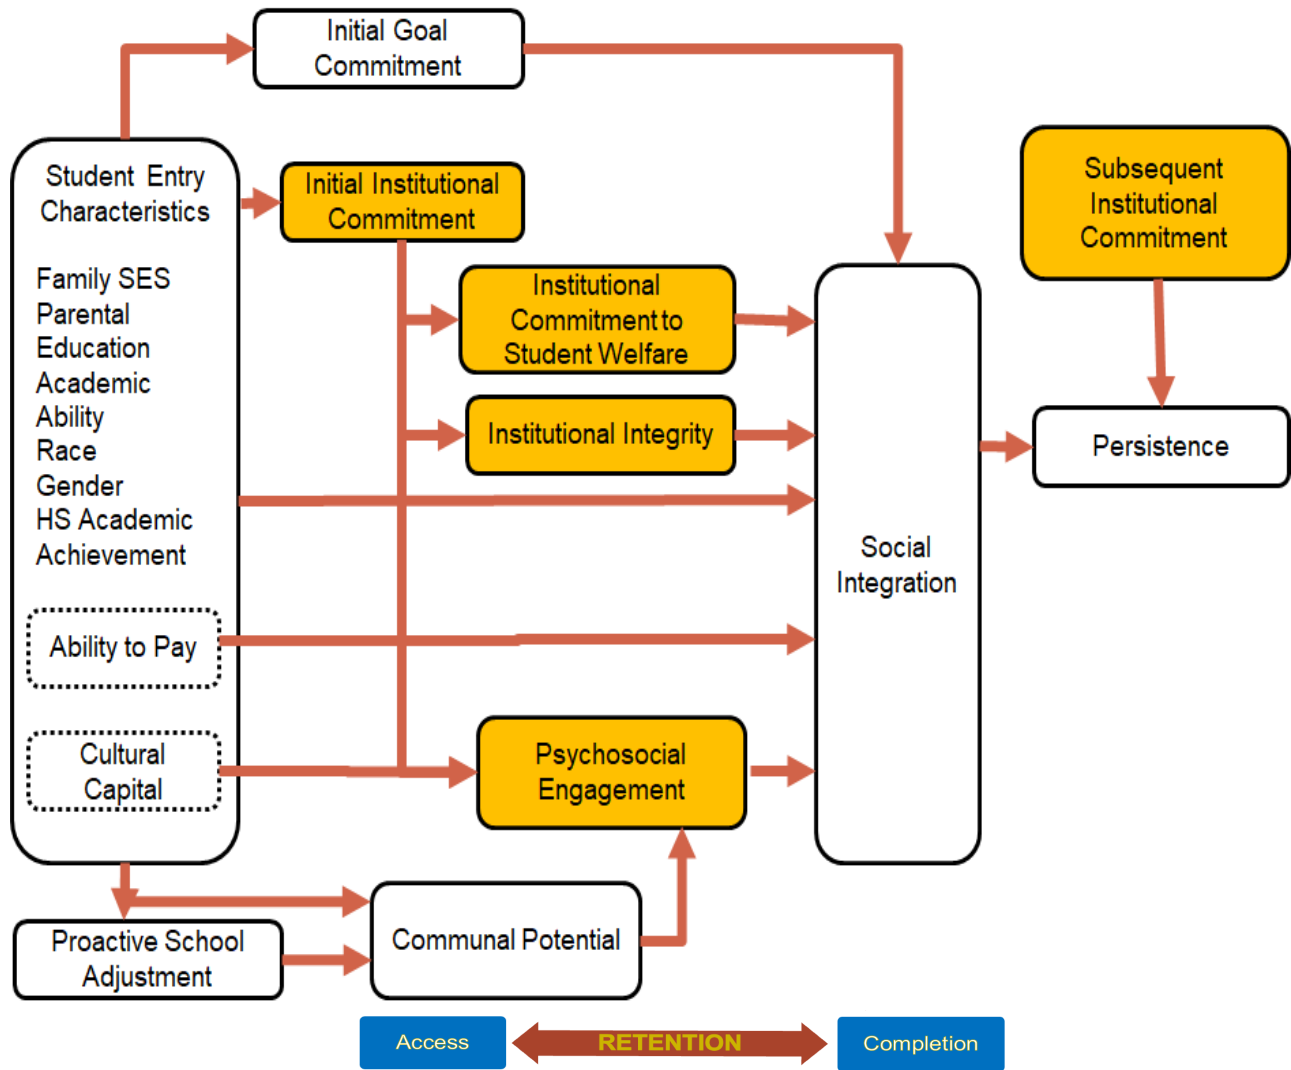 Initial Goal
Commitment
Student Entry
Characteristics
Family SES
Parental
Education
Academic
Ability
Race
Gender
HS Academic
Achievement
Ability to Pay
Cultural
Capital
Initial Institutional
Commitment
Institutional
Commitment to
Student Welfare
Institutional Integrity
Psychosocial
Engagement
Social
Integration
Subsequent
Institutional
Commitment
Persistence
Proactive School
Adjustment
Communal Potential
Access
RETENTION
Completion